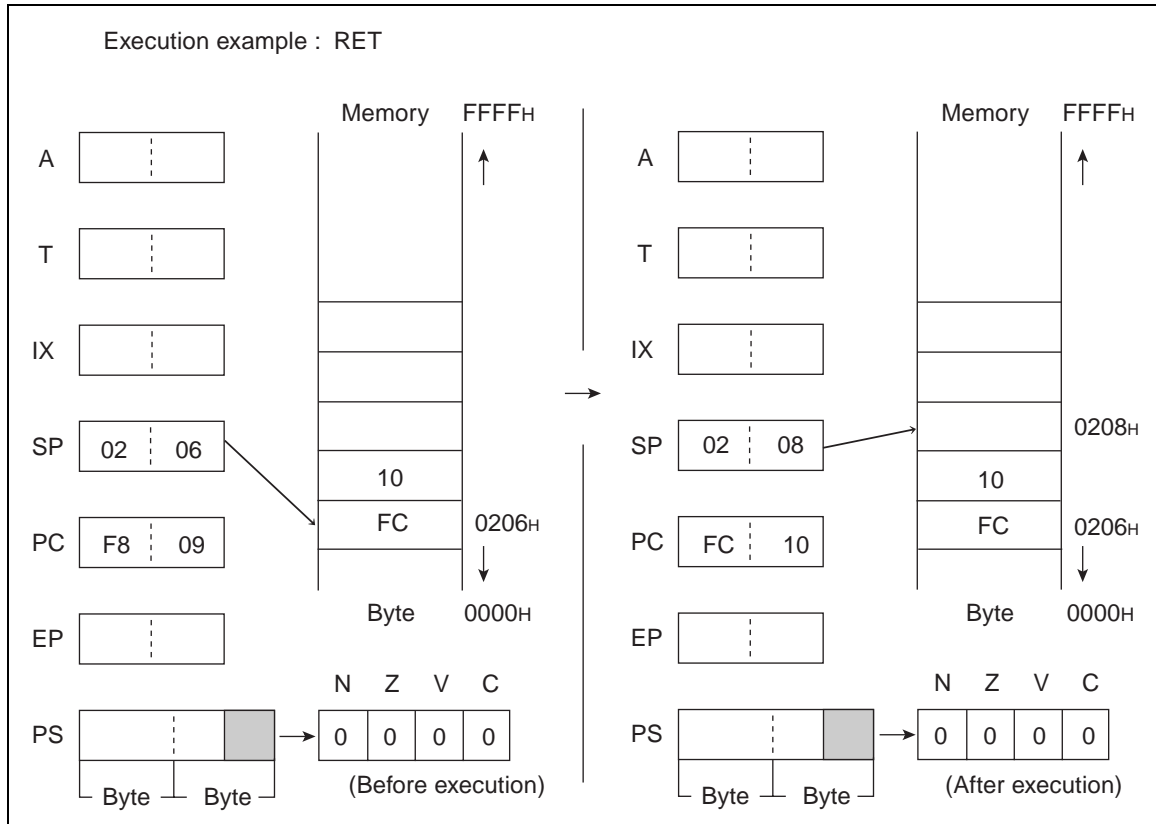 Execution example : RET
Memory FFFFH
A
T
IX
SP 02 06
10
FC 0206H
PC F8 09
Byte 0000H
EP
N Z V C
PS 0 0 0 0
(Before execution)
Byte Byte
Memory FFFFH
A
T
IX
SP 02 08
0208H
10
FC 0206H
PC FC 10
Byte 0000H
EP
N Z V C
PS 0 0 0 0
(After execution)
Byte Byte